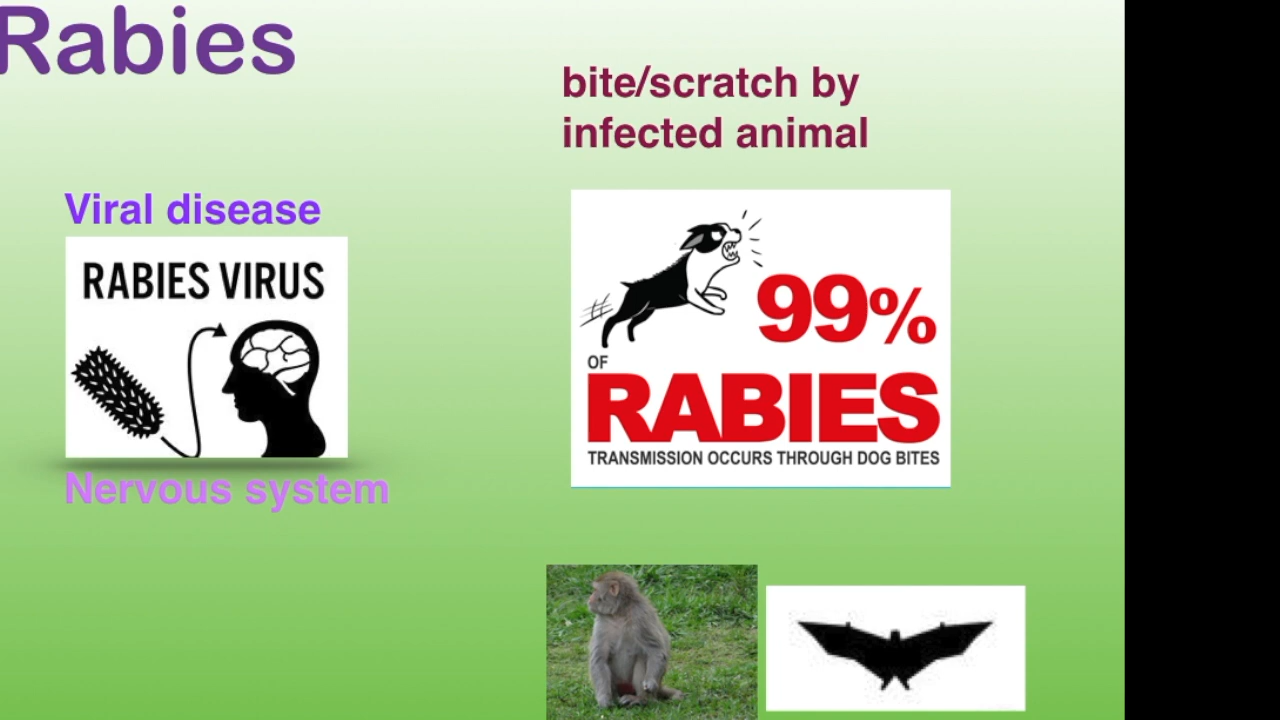 Rabies
bite/scratch by
infected animal
Viral disease
RABIES VIRUS
99%
OF
RABIES
TRANSMISSION OCCURS THROUGH DOG BITES
Nervous system